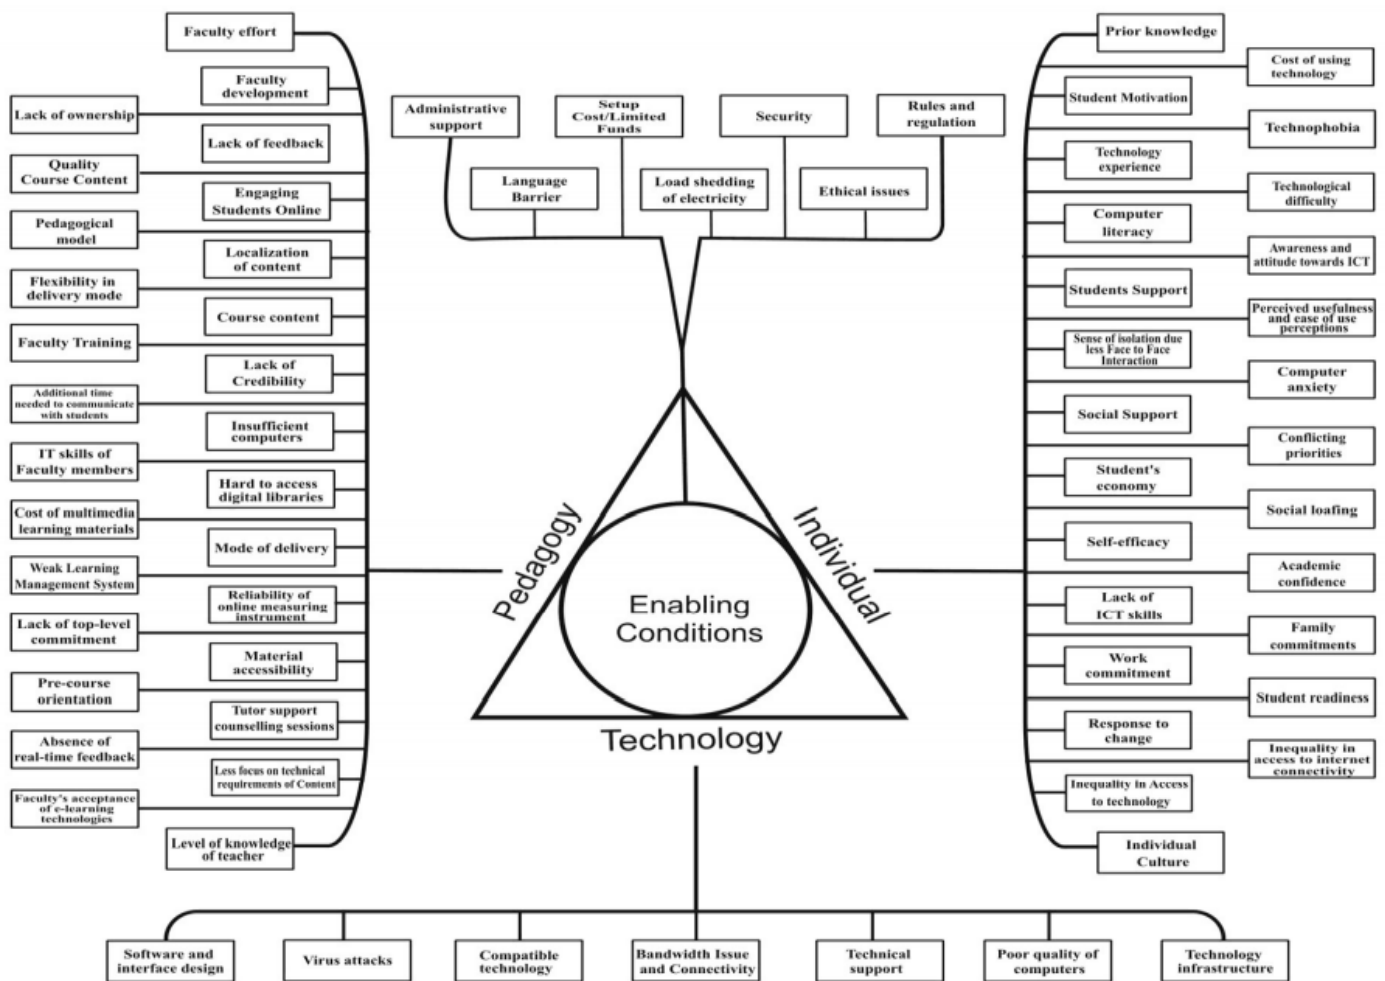 Faculty effort
Faculty
development
Lack of ownership
Lack of feedback
Quality
Course Content
Engaging
Students Online
Pedagogical
model
Localization
of content
Flexibility in
delivery mode
Course content
Faculty Training
Lack of
Credibility
Additional time
needed to communicate
with students
Insufficient
computers
IT skills of
Faculty members
Hard to access
digital libraries
Cost of multimedia
learning materials
Mode of delivery
Weak Learning
Management System
Reliability of
online measuring
instrument
Lack of top-level
commitment
Material
accessibility
Pre-course
orientation
Tutor support
counselling sessions
Absence of
real-time feedback
Less focus on technical
requirements of Content
Faculty's acceptance
of e-learning
technologies
Level of knowledge
of teacher
Administrative
support
Setup
Cost/Limited
Funds
Security
Rules and
regulation
Language
Barrier
Load shedding
of electricity
Ethical issues
Pedagogy
Individual
Enabling
Conditions
Technology
Prior knowledge
Cost of using
technology
Student Motivation
Technophobia
Technology
experience
Technological
difficulty
Computer
literacy
Awareness and
attitude towards ICT
Students Support
Perceived usefulness
and ease of use
perceptions
Sense of isolation due
less Face to Face
Interaction
Computer
anxiety
Social Support
Conflicting
priorities
Student's
economy
Social loafing
Self-efficacy
Academic
confidence
Lack of
ICT skills
Family
commitments
Work
commitment
Student readiness
Response to
change
Inequality in
access to internet
connectivity
Inequality in Access
to technology
Individual
Culture
Software and
interface design
Virus attacks
Compatible
technology
Bandwidth Issue
and Connectivity
Technical
support
Poor quality of
computers
Technology
infrastructure